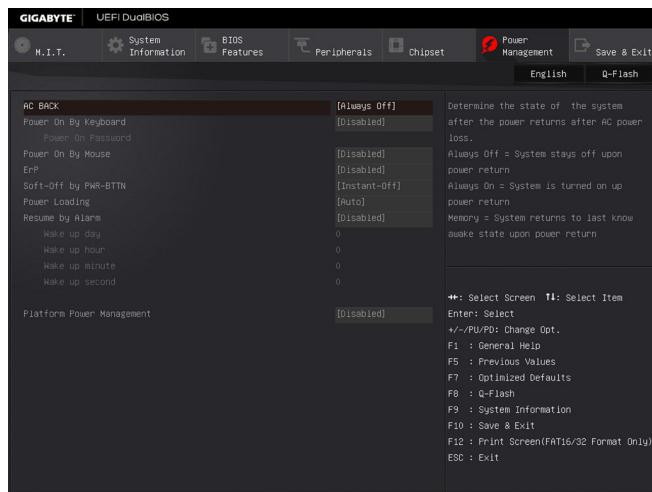 GIGABYTE™ UEFI DualBIOS
M.I.T. System Information BIOS Features Peripherals Chipset Power Management Save & Exit
English Q-Flash
AC BACK [Always Off]
Power On By Keyboard [Disabled]
Power On Password
Power On By Mouse [Disabled]
ErP [Disabled]
Soft-Off by PWR-BTTN [Instant-Off]
Power Loading [Auto]
Resume by Alarm [Disabled]
Wake up day 0
Wake up hour 0
Wake up minute 0
Wake up second 0
Platform Power Management [Disabled]
Determine the state of the system
after the power returns after AC power
loss.
Always Off = System stays off upon
power return
Always On = System is turned on up
power return
Memory = System returns to last know
awake state upon power return
→←: Select Screen ↑↓: Select Item
Enter: Select
+/-/PU/PD: Change Opt.
F1 : General Help
F5 : Previous Values
F7 : Optimized Defaults
F8 : Q-Flash
F9 : System Information
F10 : Save & Exit
F12 : Print Screen(FAT16/32 Format Only)
ESC : Exit